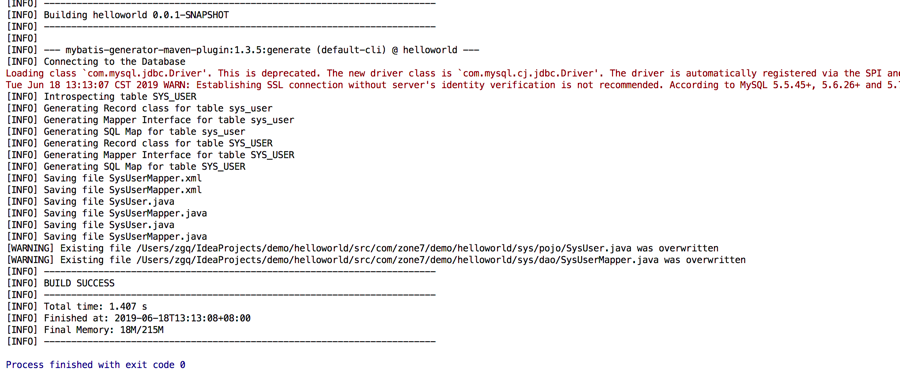 [INFO] ------------------------------------------------------------------------
[INFO] Building helloworld 0.0.1-SNAPSHOT
[INFO] ------------------------------------------------------------------------
[INFO]
[INFO] --- mybatis-generator-maven-plugin:1.3.5:generate (default-cli) @ helloworld ---
[INFO] Connecting to the Database
Loading class `com.mysql.jdbc.Driver'. This is deprecated. The new driver class is `com.mysql.cj.jdbc.Driver'. The driver is automatically registered via the SPI an
Tue Jun 18 13:13:07 CST 2019 WARN: Establishing SSL connection without server's identity verification is not recommended. According to MySQL 5.5.45+, 5.6.26+ and 5.
[INFO] Introspecting table SYS_USER
[INFO] Generating Record class for table sys_user
[INFO] Generating Mapper Interface for table sys_user
[INFO] Generating SQL Map for table sys_user
[INFO] Generating Record class for table SYS_USER
[INFO] Generating Mapper Interface for table SYS_USER
[INFO] Generating SQL Map for table SYS_USER
[INFO] Saving file SysUserMapper.xml
[INFO] Saving file SysUserMapper.xml
[INFO] Saving file SysUser.java
[INFO] Saving file SysUserMapper.java
[INFO] Saving file SysUser.java
[INFO] Saving file SysUserMapper.java
[WARNING] Existing file /Users/zgq/IdeaProjects/demo/helloworld/src/com/zone7/demo/helloworld/sys/pojo/SysUser.java was overwritten
[WARNING] Existing file /Users/zgq/IdeaProjects/demo/helloworld/src/com/zone7/demo/helloworld/sys/dao/SysUserMapper.java was overwritten
[INFO] ------------------------------------------------------------------------
[INFO] BUILD SUCCESS
[INFO] ------------------------------------------------------------------------
[INFO] Total time: 1.407 s
[INFO] Finished at: 2019-06-18T13:13:08+08:00
[INFO] Final Memory: 18M/215M
[INFO] ------------------------------------------------------------------------
Process finished with exit code 0